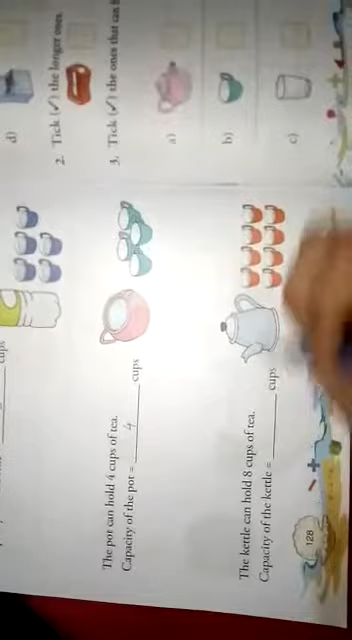 cups
The pot can hold 4 cups of tea.
Capacity of the pot = 4 cups
The kettle can hold 8 cups of tea.
Capacity of the kettle = ______ cups
128
d)
2. Tick (✓) the longer ones.
3. Tick (✓) the ones that can
a)
b)
c)